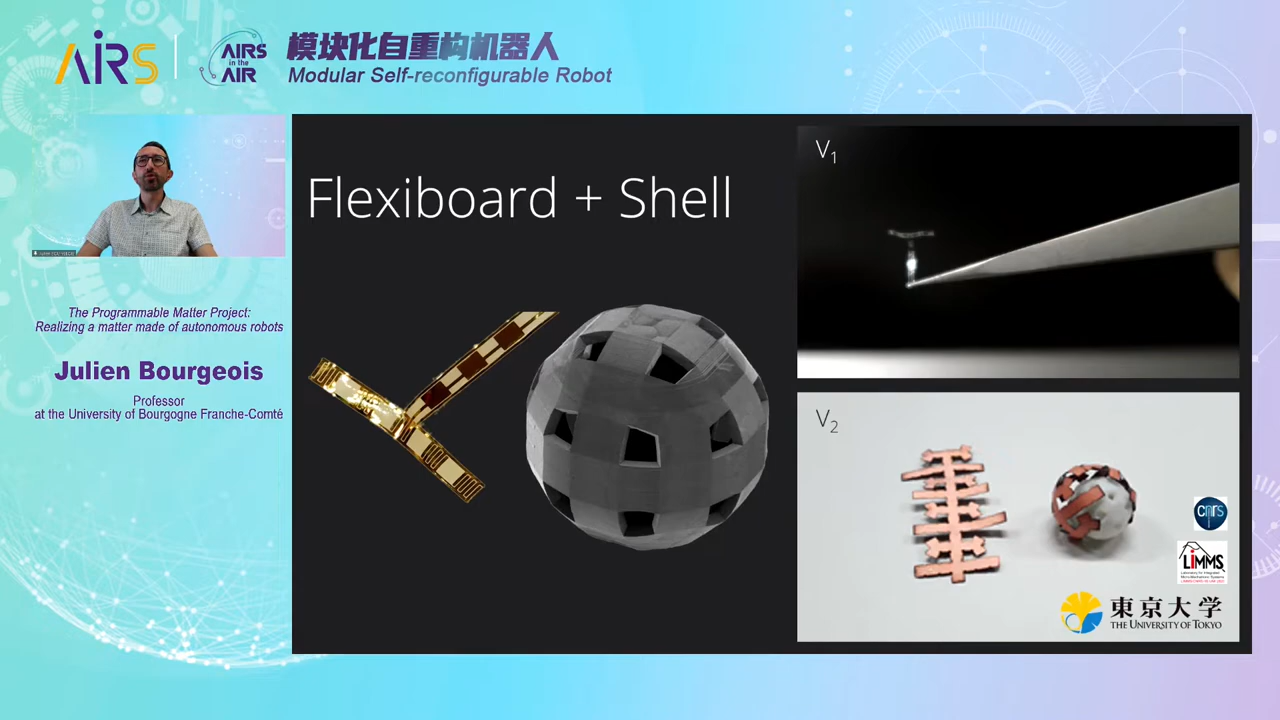 AIRS
AIRS
in the
AIR
模块化自重构机器人
Modular Self-reconfigurable Robot
The Programmable Matter Project:
Realizing a matter made of autonomous robots
Julien Bourgeois
Professor
at the University of Bourgogne Franche-Comté
Flexiboard + Shell
V1
V2
cnrs
LIMMS
東京大学
THE UNIVERSITY OF TOKYO